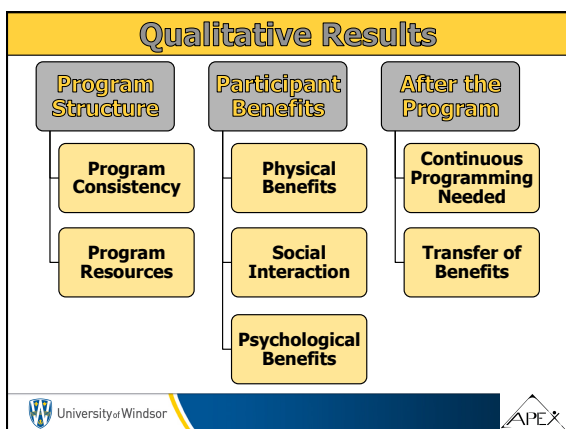 Qualitative Results
Program
Structure
Program
Consistency
Program
Resources
Participant
Benefits
Physical
Benefits
Social
Interaction
Psychological
Benefits
After the
Program
Continuous
Programming
Needed
Transfer of
Benefits
University of Windsor
APEX